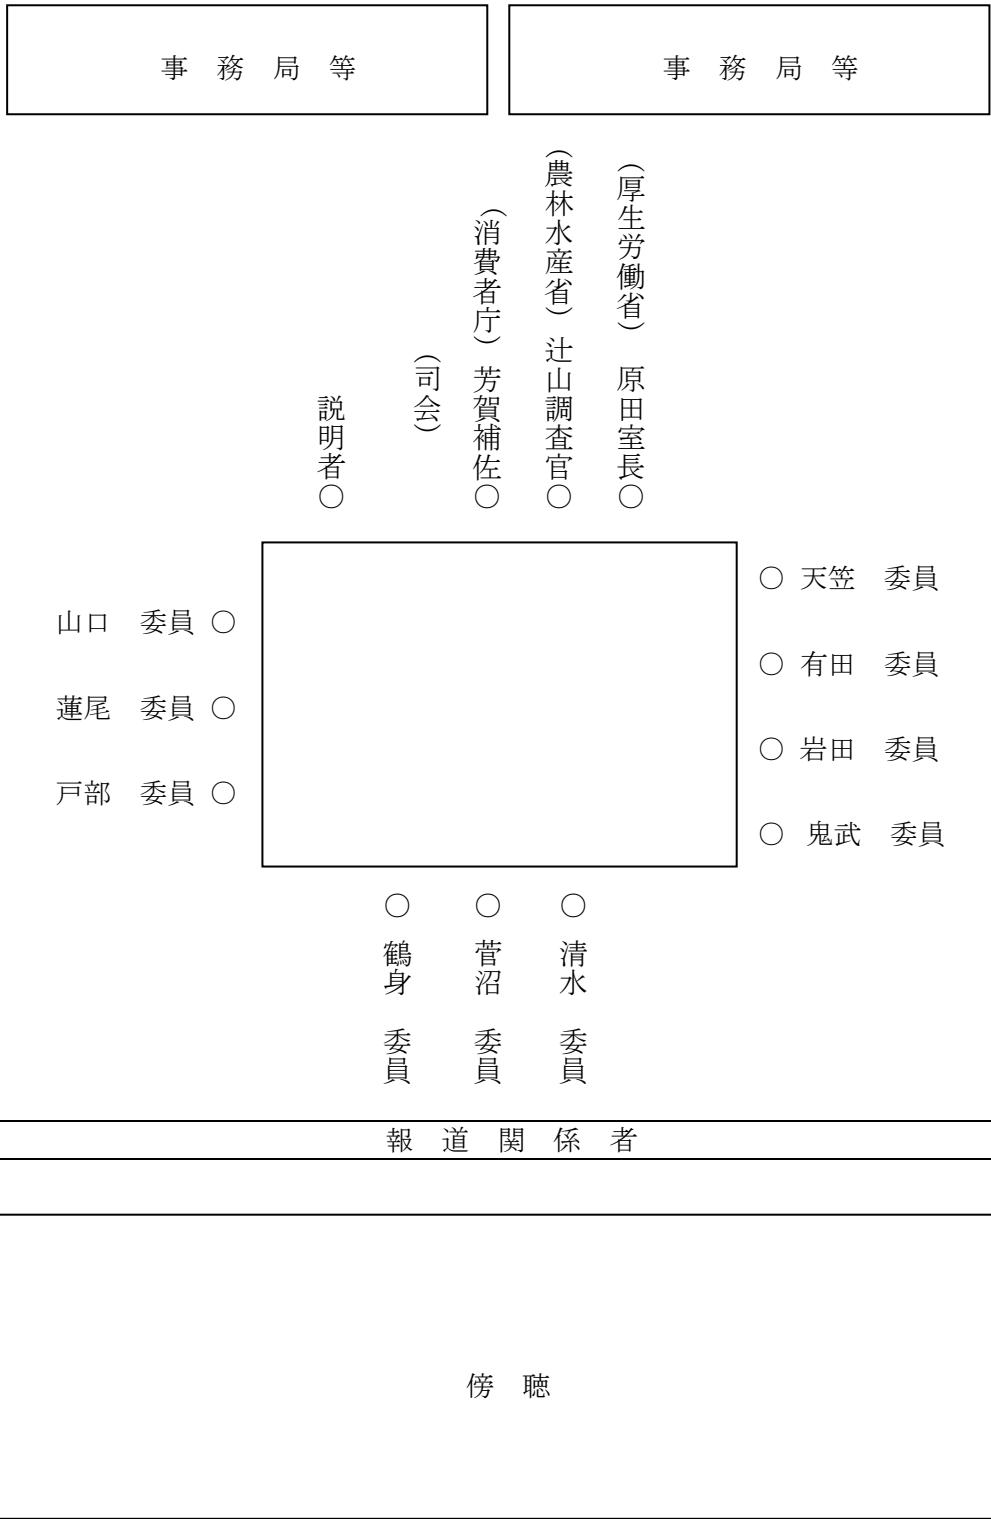 事　務　局　等
事　務　局　等
（厚生労働省）　原田室長○
（農林水産省）辻山調査官○
（消費者庁）芳賀補佐○
（司会）
説明者○
○ 天笠　委員
山口　委員 ○
○ 有田　委員
蓮尾　委員 ○
○ 岩田　委員
戸部　委員 ○
○ 鬼武　委員
○ 清水　委員
○ 菅沼　委員
○ 鶴身　委員
報　道　関　係　者
傍　聴